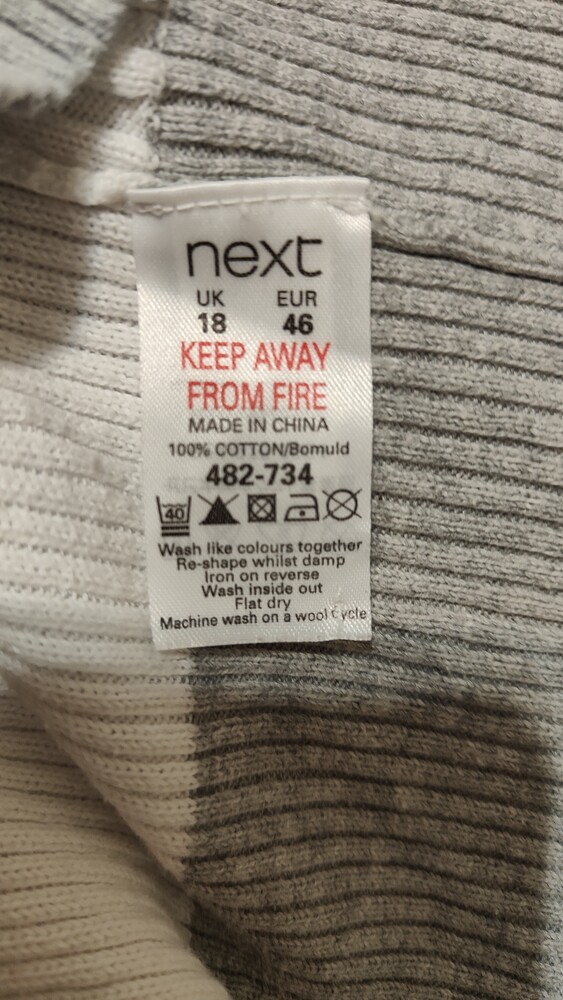 next
UK EUR
18 46
KEEP AWAY
FROM FIRE
MADE IN CHINA
100% COTTON/Bomuld
482-734
40
Wash like colours together
Re-shape whilst damp
Iron on reverse
Wash inside out
Flat dry
Machine wash on a wool cycle